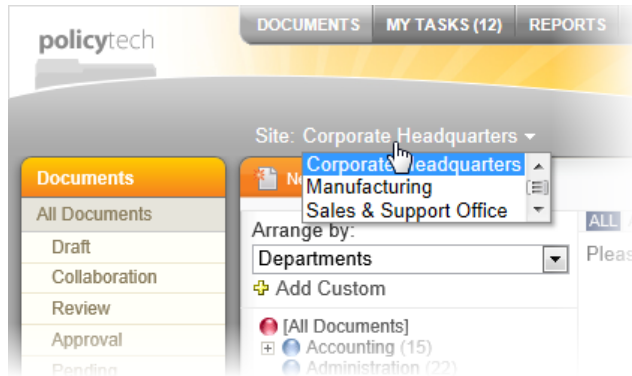 policytech
DOCUMENTS MY TASKS (12) REPORTS
Site: Corporate Headquarters
Corporate Headquarters
Manufacturing
Sales & Support Office
Documents
All Documents
Draft
Collaboration
Review
Approval
Pending
Arrange by:
Departments
Add Custom
[All Documents]
Accounting (15)
Administration (22)
ALL